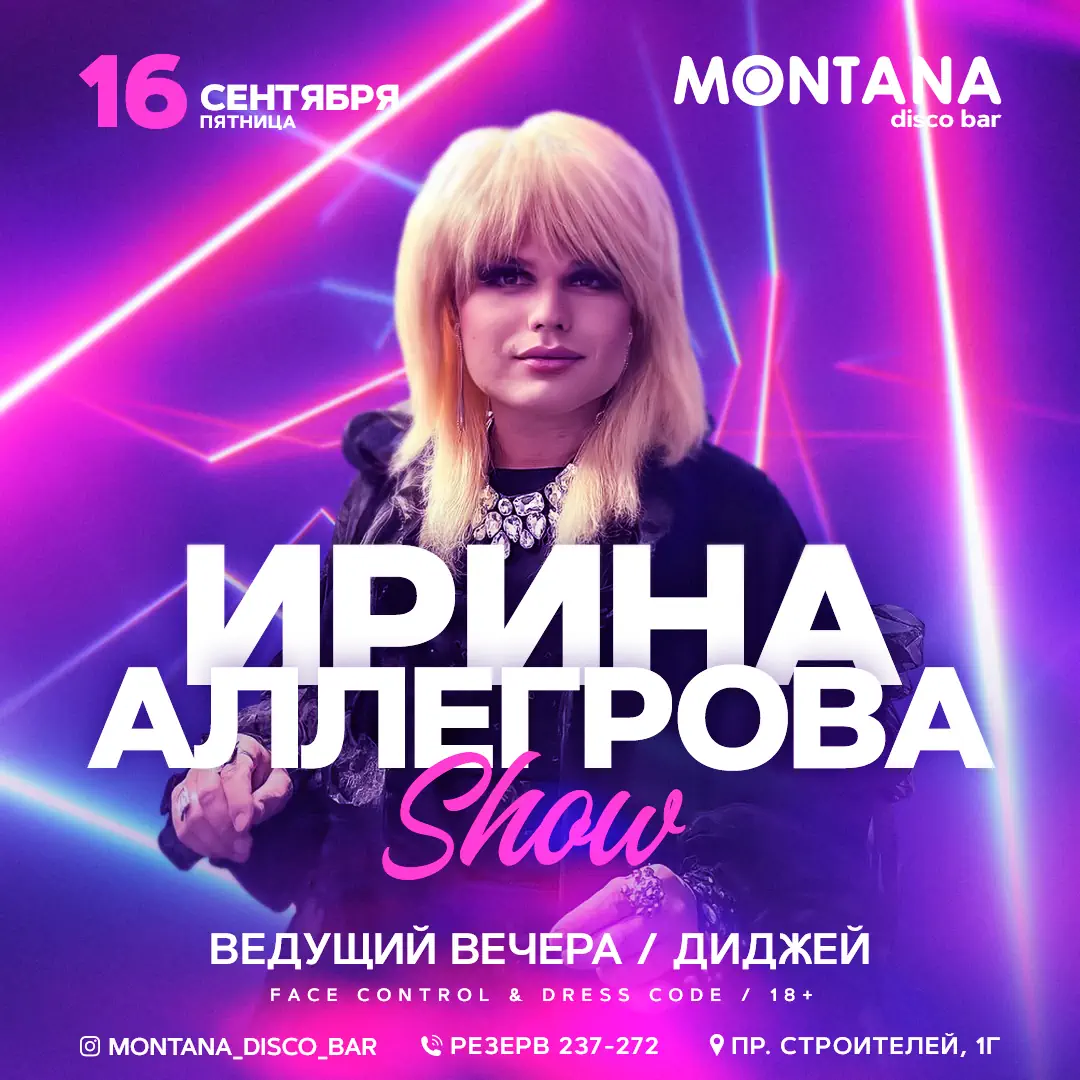 16 СЕНТЯБРЯ
ПЯТНИЦА
MONTANA
disco bar
ИРИНА
АЛЛЕГРОВА
Show
ВЕДУЩИЙ ВЕЧЕРА / ДИДЖЕЙ
FACE CONTROL & DRESS CODE / 18+
MONTANA_DISCO_BAR
РЕЗЕРВ 237-272
ПР. СТРОИТЕЛЕЙ, 1Г